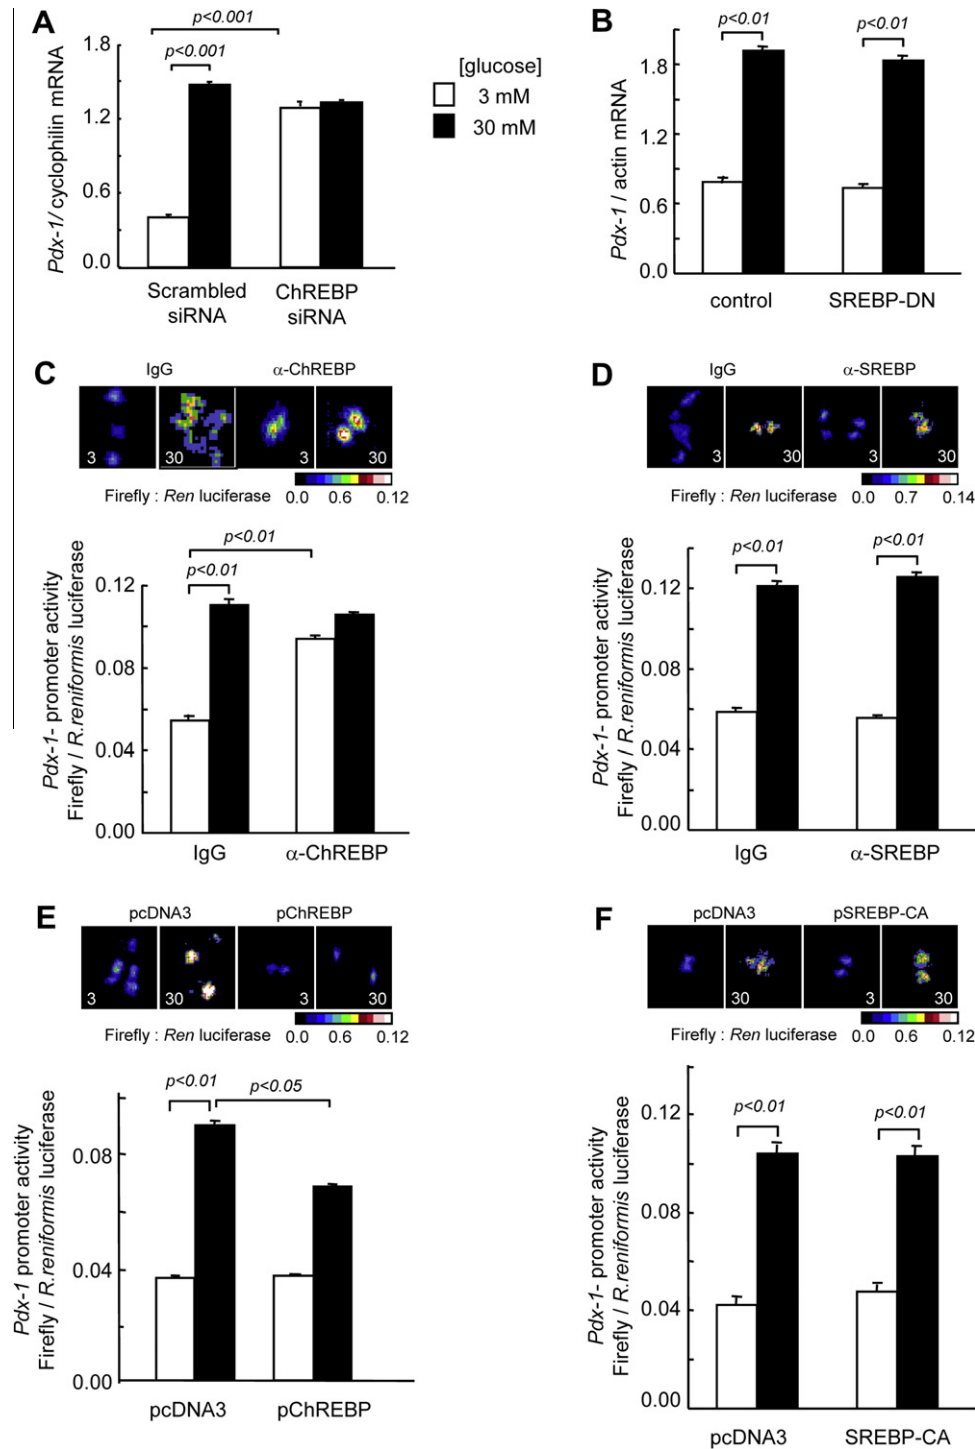 A
p<0.001
p<0.001
1.8
1.2
0.6
0.0
Pdx-1/ cyclophilin mRNA
Scrambled siRNA
ChREBP siRNA
[glucose]
3 mM
30 mM
B
p<0.01
p<0.01
1.8
1.2
0.6
0.0
Pdx-1 / actin mRNA
control
SREBP-DN
C
IgG
α-ChREBP
3
30
3
30
Firefly : Ren luciferase
0.0
0.6
0.12
p<0.01
p<0.01
0.12
0.08
0.04
0.00
Pdx-1- promoter activity
Firefly / R.reniformis luciferase
IgG
α-ChREBP
D
IgG
α-SREBP
3
30
3
30
Firefly : Ren luciferase
0.0
0.7
0.14
p<0.01
p<0.01
0.12
0.08
0.04
0.00
Pdx-1- promoter activity
Firefly / R.reniformis luciferase
IgG
α-SREBP
E
pcDNA3
pChREBP
3
30
3
30
Firefly : Ren luciferase
0.0
0.6
0.12
p<0.01
p<0.05
0.08
0.04
0.00
Pdx-1 promoter activity
Firefly / R.reniformis luciferase
pcDNA3
pChREBP
F
pcDNA3
pSREBP-CA
30
3
30
Firefly : Ren luciferase
0.0
0.6
0.12
p<0.01
p<0.01
0.12
0.08
0.04
0.00
Pdx-1- promoter activity
Firefly / R.reniformis luciferase
pcDNA3
SREBP-CA